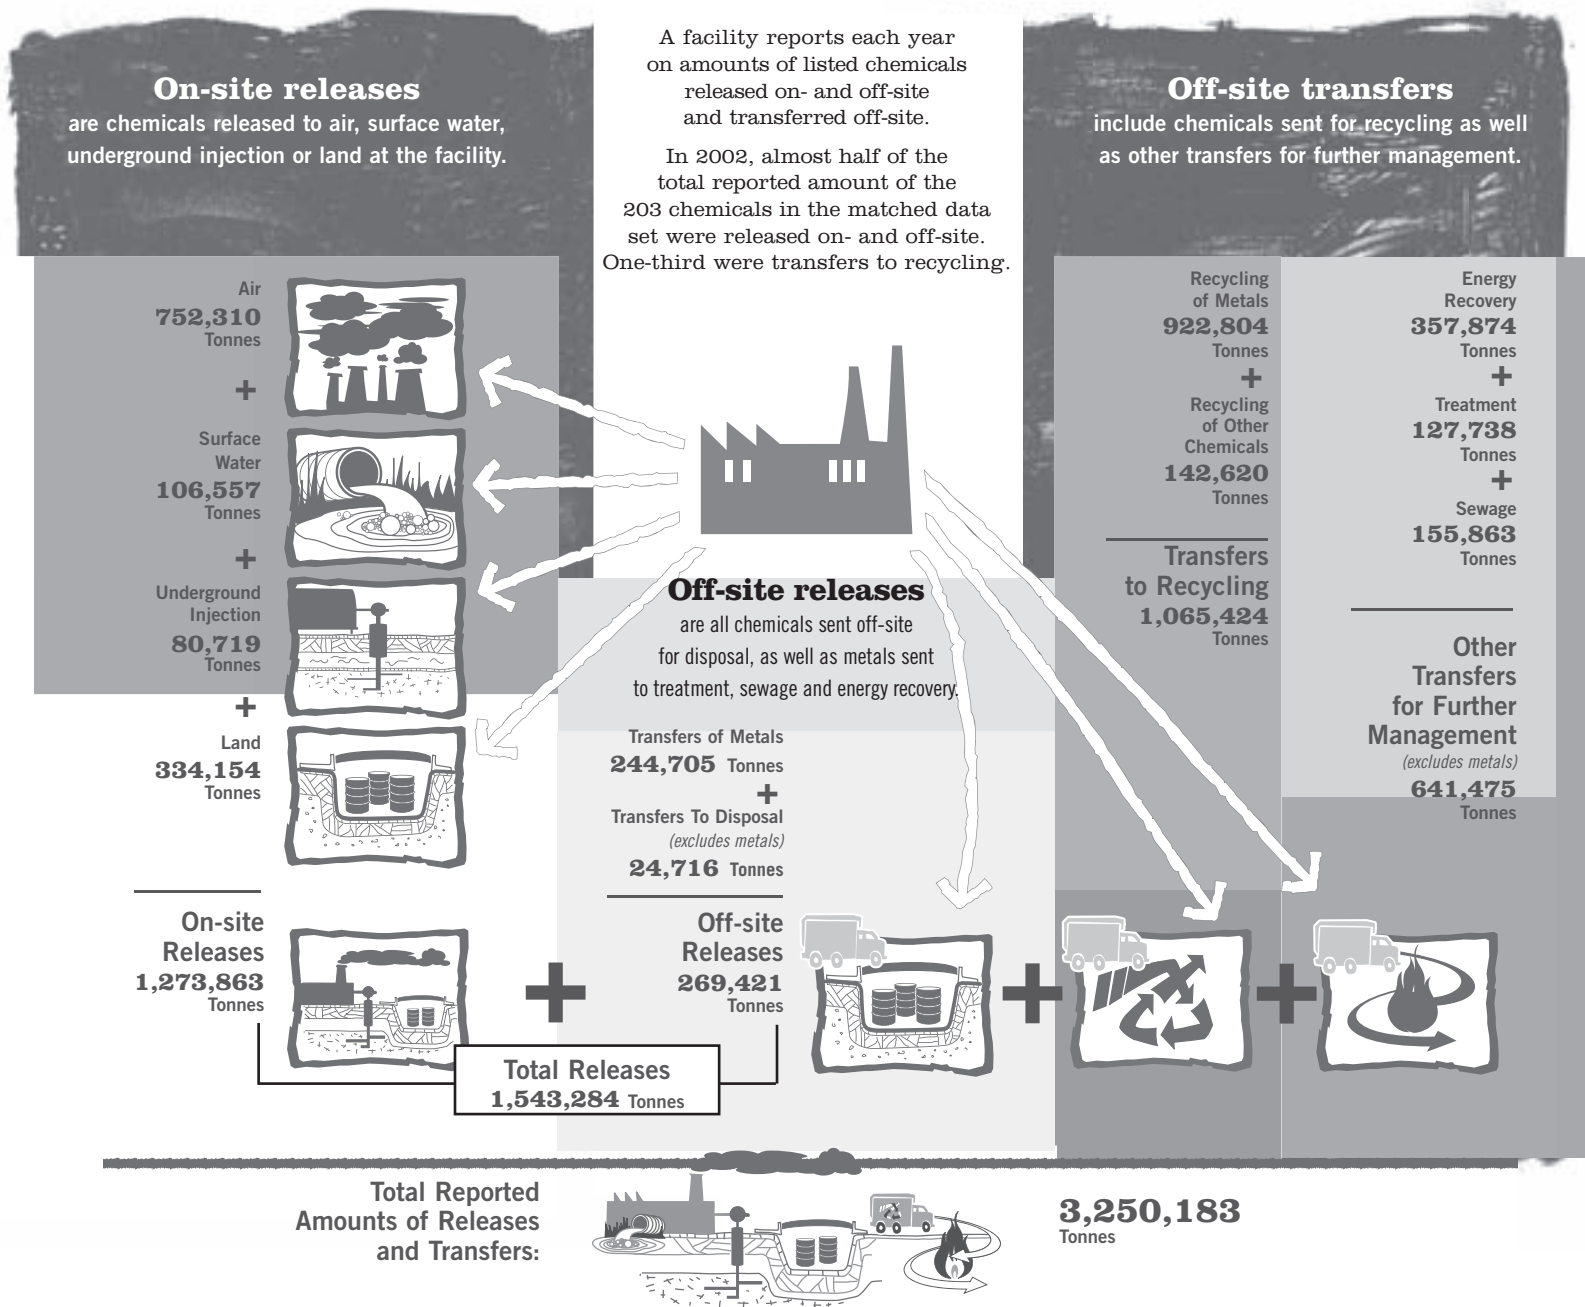 A facility reports each year
on amounts of listed chemicals
released on- and off-site
and transferred off-site.
In 2002, almost half of the
total reported amount of the
203 chemicals in the matched data
set were released on- and off-site.
One-third were transfers to recycling.
On-site releases
are chemicals released to air, surface water,
underground injection or land at the facility.
Air
752,310
Tonnes
+
Surface
Water
106,557
Tonnes
+
Underground
Injection
80,719
Tonnes
+
Land
334,154
Tonnes
On-site
Releases
1,273,863
Tonnes
+
Off-site releases
are all chemicals sent off-site
for disposal, as well as metals sent
to treatment, sewage and energy recovery.
Transfers of Metals
244,705 Tonnes
+
Transfers To Disposal
(excludes metals)
24,716 Tonnes
Off-site
Releases
269,421
Tonnes
Total Releases
1,543,284 Tonnes
+
Off-site transfers
include chemicals sent for recycling as well
as other transfers for further management.
Recycling
of Metals
922,804
Tonnes
+
Recycling
of Other
Chemicals
142,620
Tonnes
Transfers
to Recycling
1,065,424
Tonnes
+
Energy
Recovery
357,874
Tonnes
+
Treatment
127,738
Tonnes
+
Sewage
155,863
Tonnes
Other
Transfers
for Further
Management
(excludes metals)
641,475
Tonnes
Total Reported
Amounts of Releases
and Transfers:
3,250,183
Tonnes